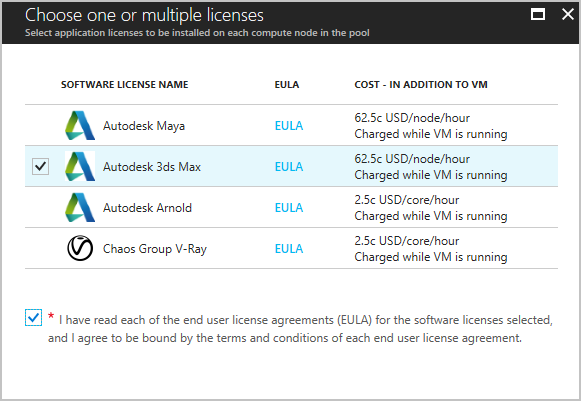 Choose one or multiple licenses
Select application licenses to be installed on each compute node in the pool
SOFTWARE LICENSE NAME EULA COST - IN ADDITION TO VM
Autodesk Maya EULA 62.5c USD/node/hour
Charged while VM is running
Autodesk 3ds Max EULA 62.5c USD/node/hour
Charged while VM is running
Autodesk Arnold EULA 2.5c USD/core/hour
Charged while VM is running
Chaos Group V-Ray EULA 2.5c USD/core/hour
Charged while VM is running
* I have read each of the end user license agreements (EULA) for the software licenses selected,
and I agree to be bound by the terms and conditions of each end user license agreement.